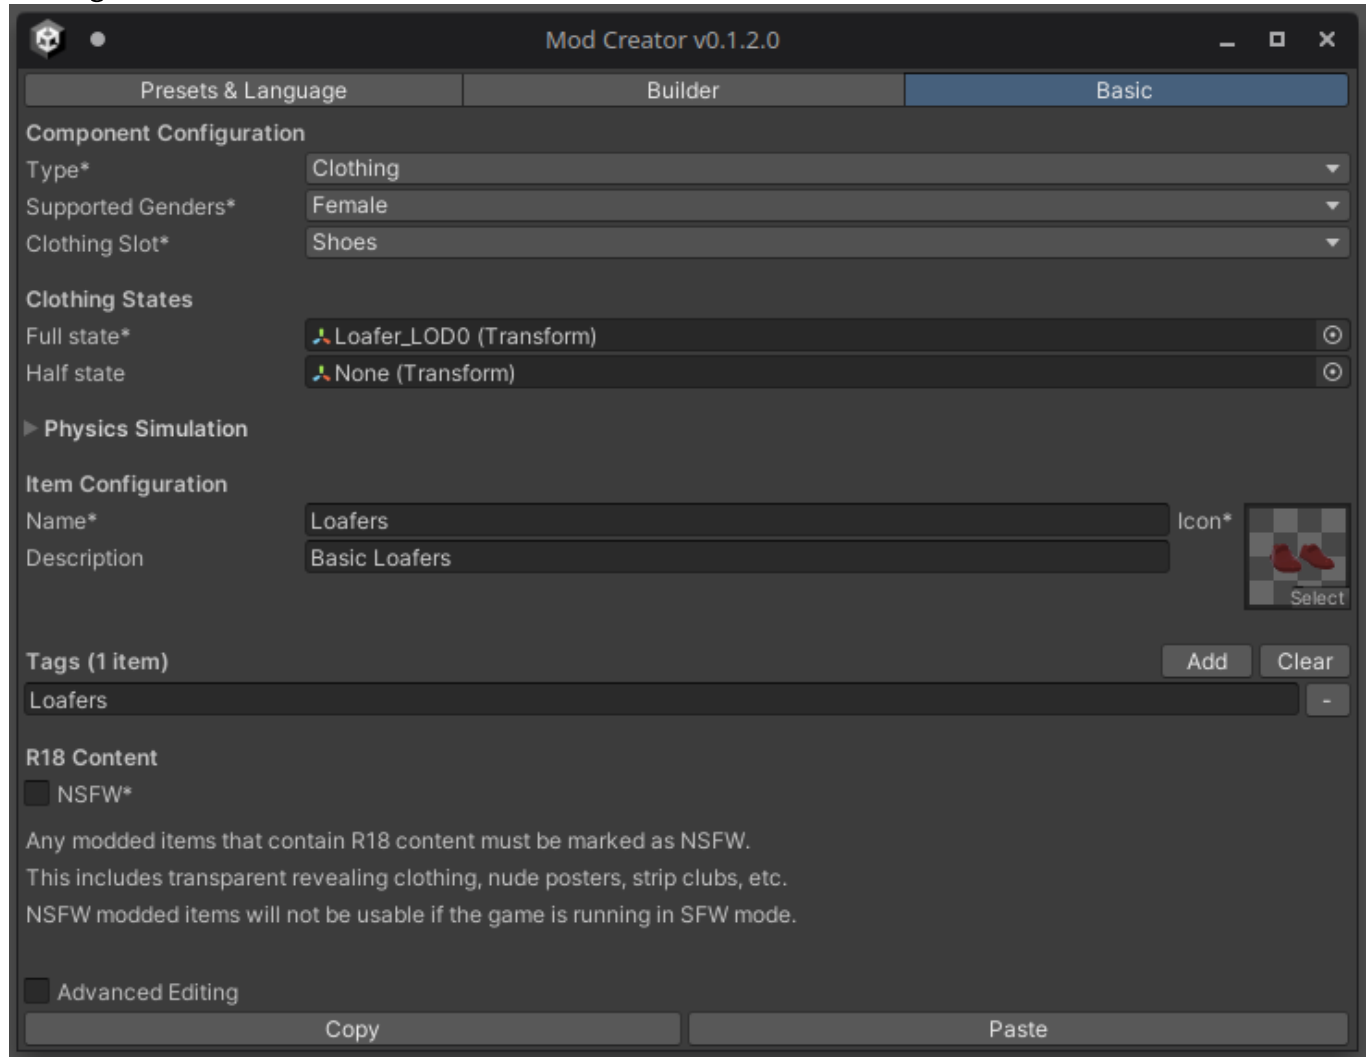 Mod Creator v0.1.2.0
Presets & Language Builder Basic
Component Configuration
Type* Clothing
Supported Genders* Female
Clothing Slot* Shoes
Clothing States
Full state* Loafer_LOD0 (Transform)
Half state None (Transform)
Physics Simulation
Item Configuration
Name* Loafers Icon*
Description Basic Loafers
Select
Tags (1 item) Add Clear
Loafers -
R18 Content
NSFW*
Any modded items that contain R18 content must be marked as NSFW.
This includes transparent revealing clothing, nude posters, strip clubs, etc.
NSFW modded items will not be usable if the game is running in SFW mode.
Advanced Editing
Copy Paste